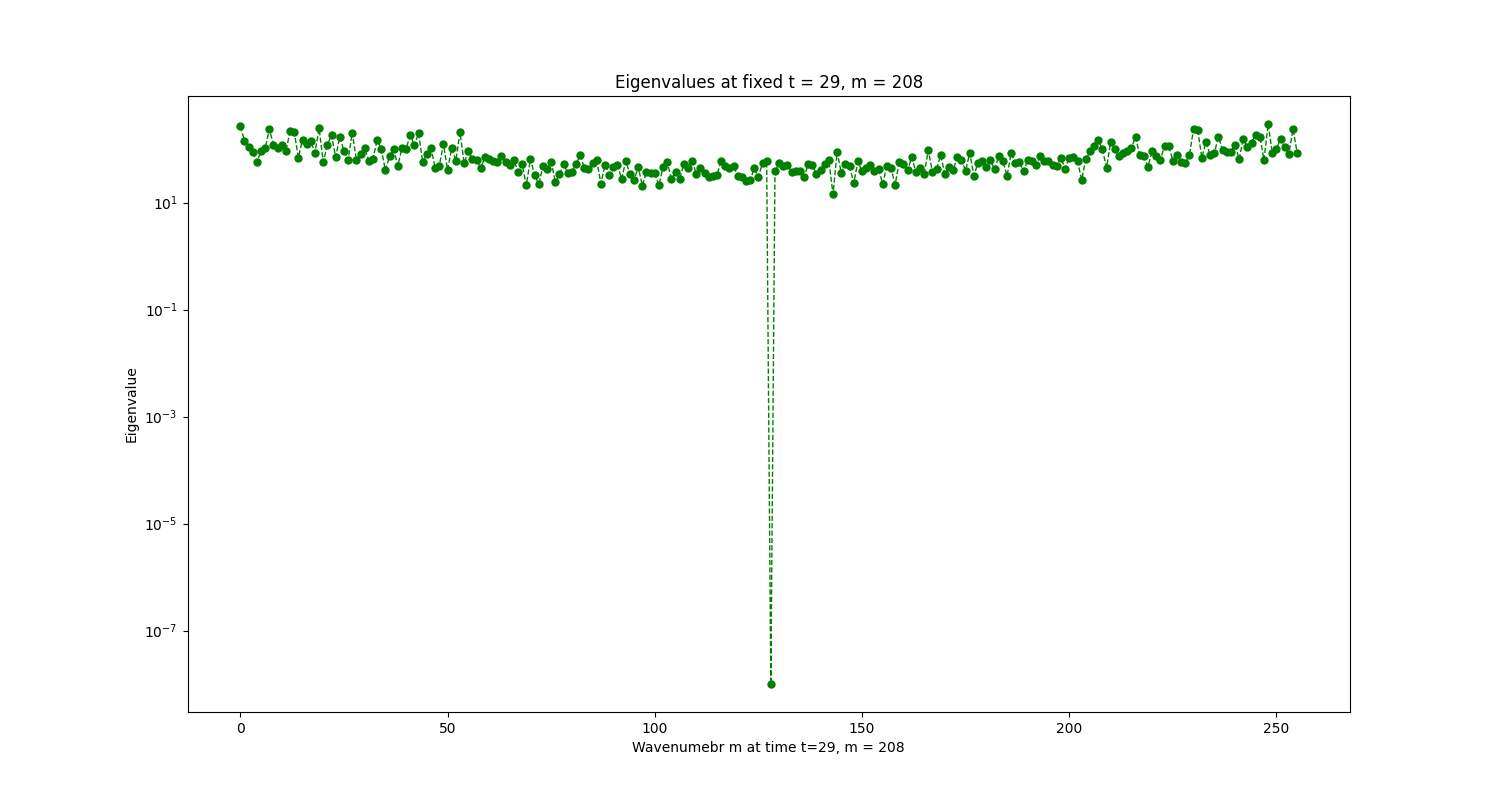 Eigenvalues at fixed t = 29, m = 208
10^1
10^-1
10^-3
10^-5
10^-7
Eigenvalue
0 50 100 150 200 250
Wavenumebr m at time t=29, m = 208